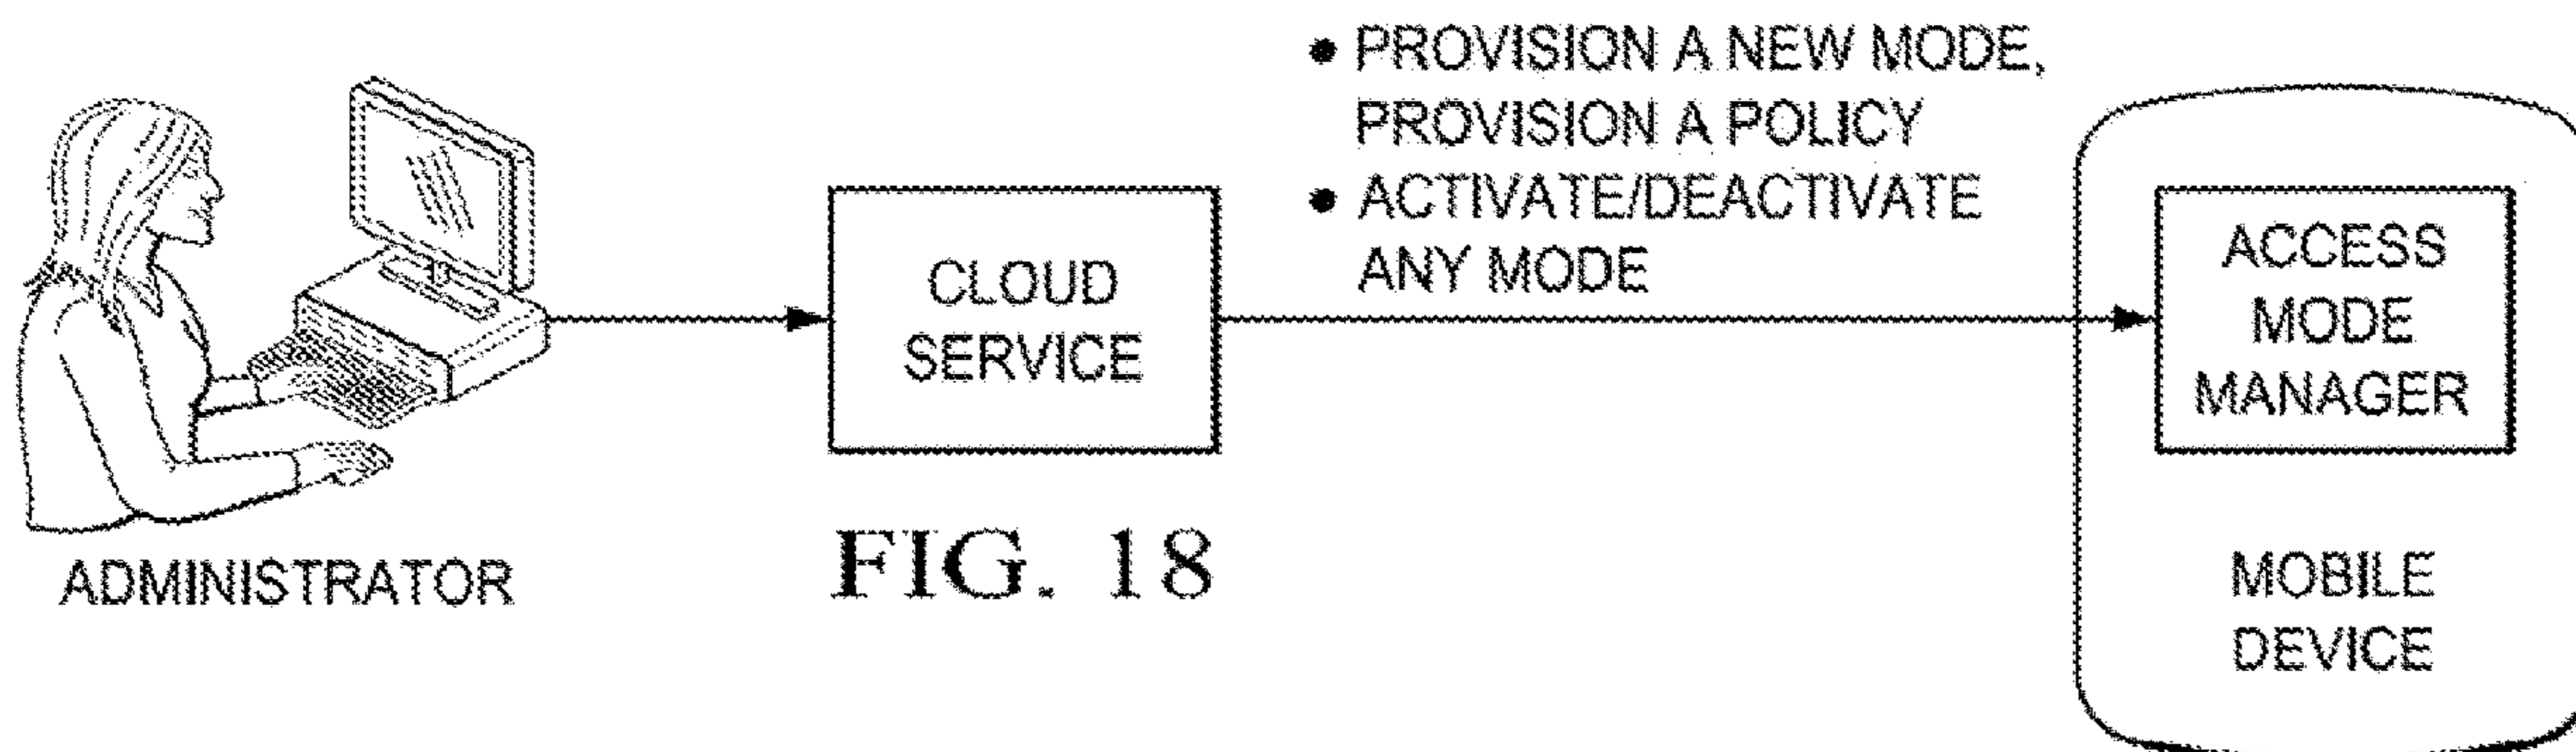 • PROVISION A NEW MODE,
PROVISION A POLICY
• ACTIVATE/DEACTIVATE
ANY MODE
CLOUD
SERVICE
ACCESS
MODE
MANAGER
ADMINISTRATOR
FIG. 18
MOBILE
DEVICE